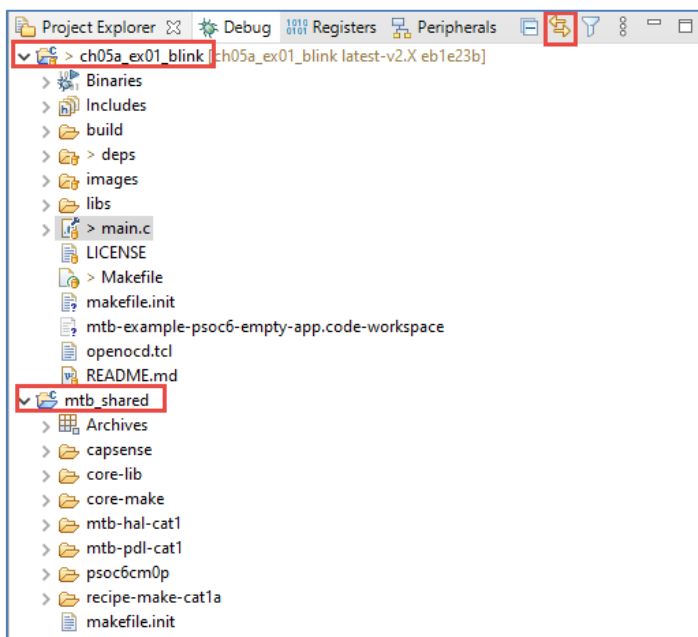 Project Explorer Debug 1010 0101 Registers Peripherals
> ch05a_ex01_blink [ch05a_ex01_blink latest-v2.X eb1e23b]
Binaries
Includes
build
> deps
images
libs
> main.c
LICENSE
> Makefile
makefile.init
mtb-example-psoc6-empty-app.code-workspace
openocd.tcl
README.md
mtb_shared
Archives
capsense
core-lib
core-make
mtb-hal-cat1
mtb-pdl-cat1
psoc6cm0p
recipe-make-cat1a
makefile.init